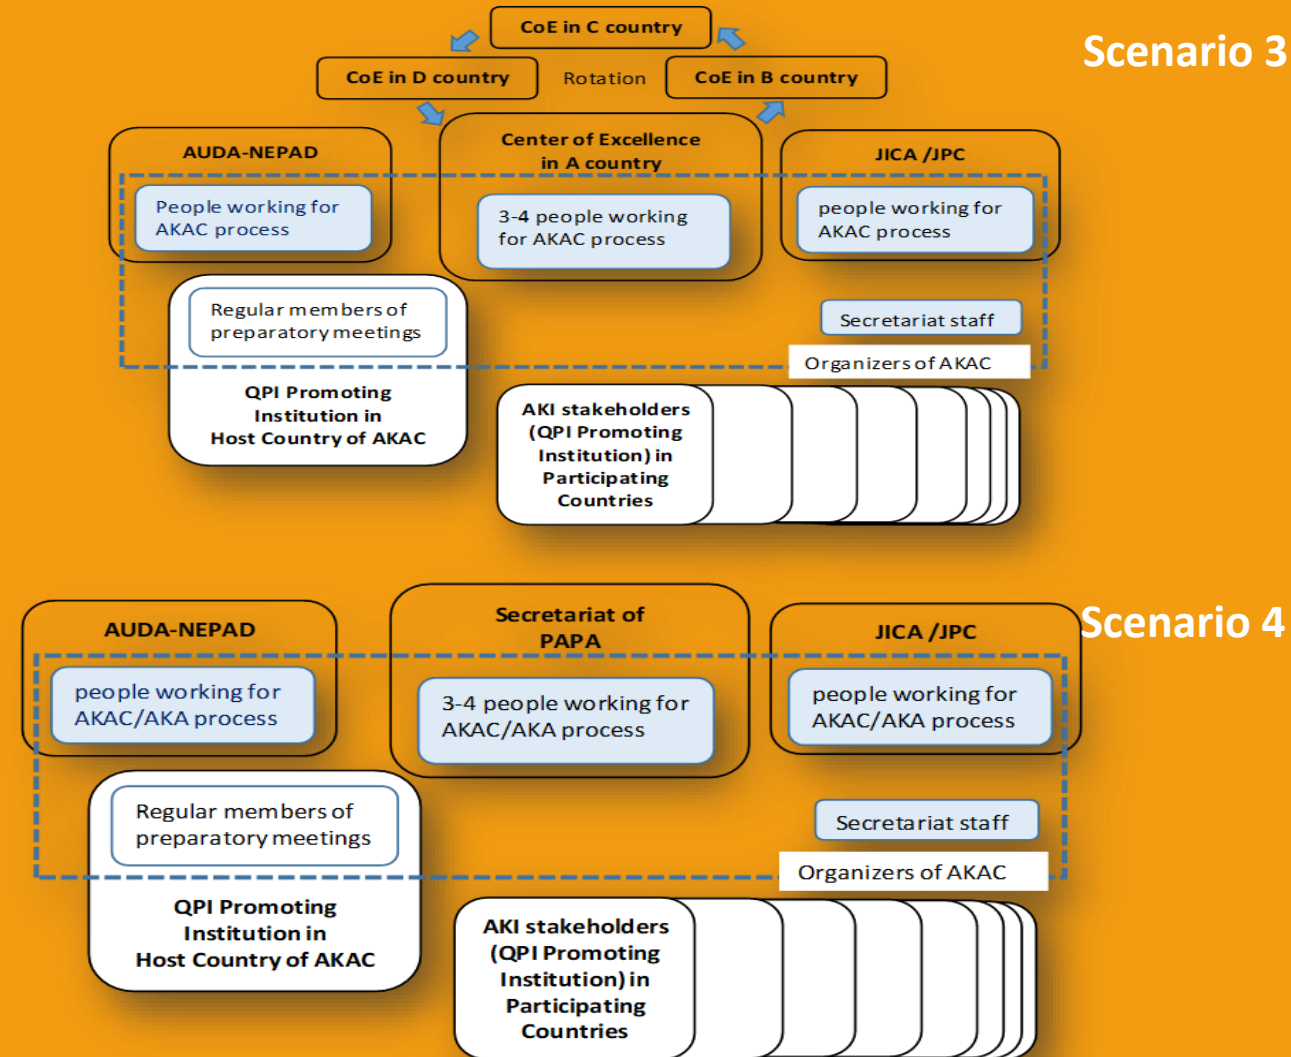 Scenario 3
CoE in C country
CoE in D country
Rotation
CoE in B country
AUDA-NEPAD
Center of Excellence
in A country
JICA /JPC
People working for
AKAC process
3-4 people working
for AKAC process
people working for
AKAC process
Regular members of
preparatory meetings
Secretariat staff
Organizers of AKAC
QPI Promoting
Institution in
Host Country of AKAC
AKI stakeholders
(QPI Promoting
Institution) in
Participating
Countries
Scenario 4
AUDA-NEPAD
Secretariat of
PAPA
JICA /JPC
people working for
AKAC/AKA process
3-4 people working for
AKAC/AKA process
people working for
AKAC/AKA process
Regular members of
preparatory meetings
Secretariat staff
Organizers of AKAC
QPI Promoting
Institution in
Host Country of AKAC
AKI stakeholders
(QPI Promoting
Institution) in
Participating
Countries